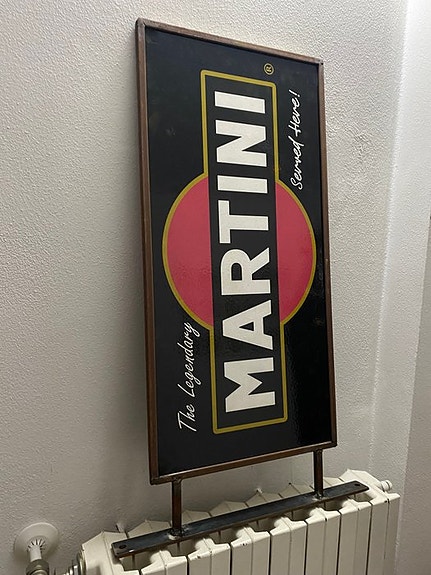 The Legendary
MARTINI®
Served Here!